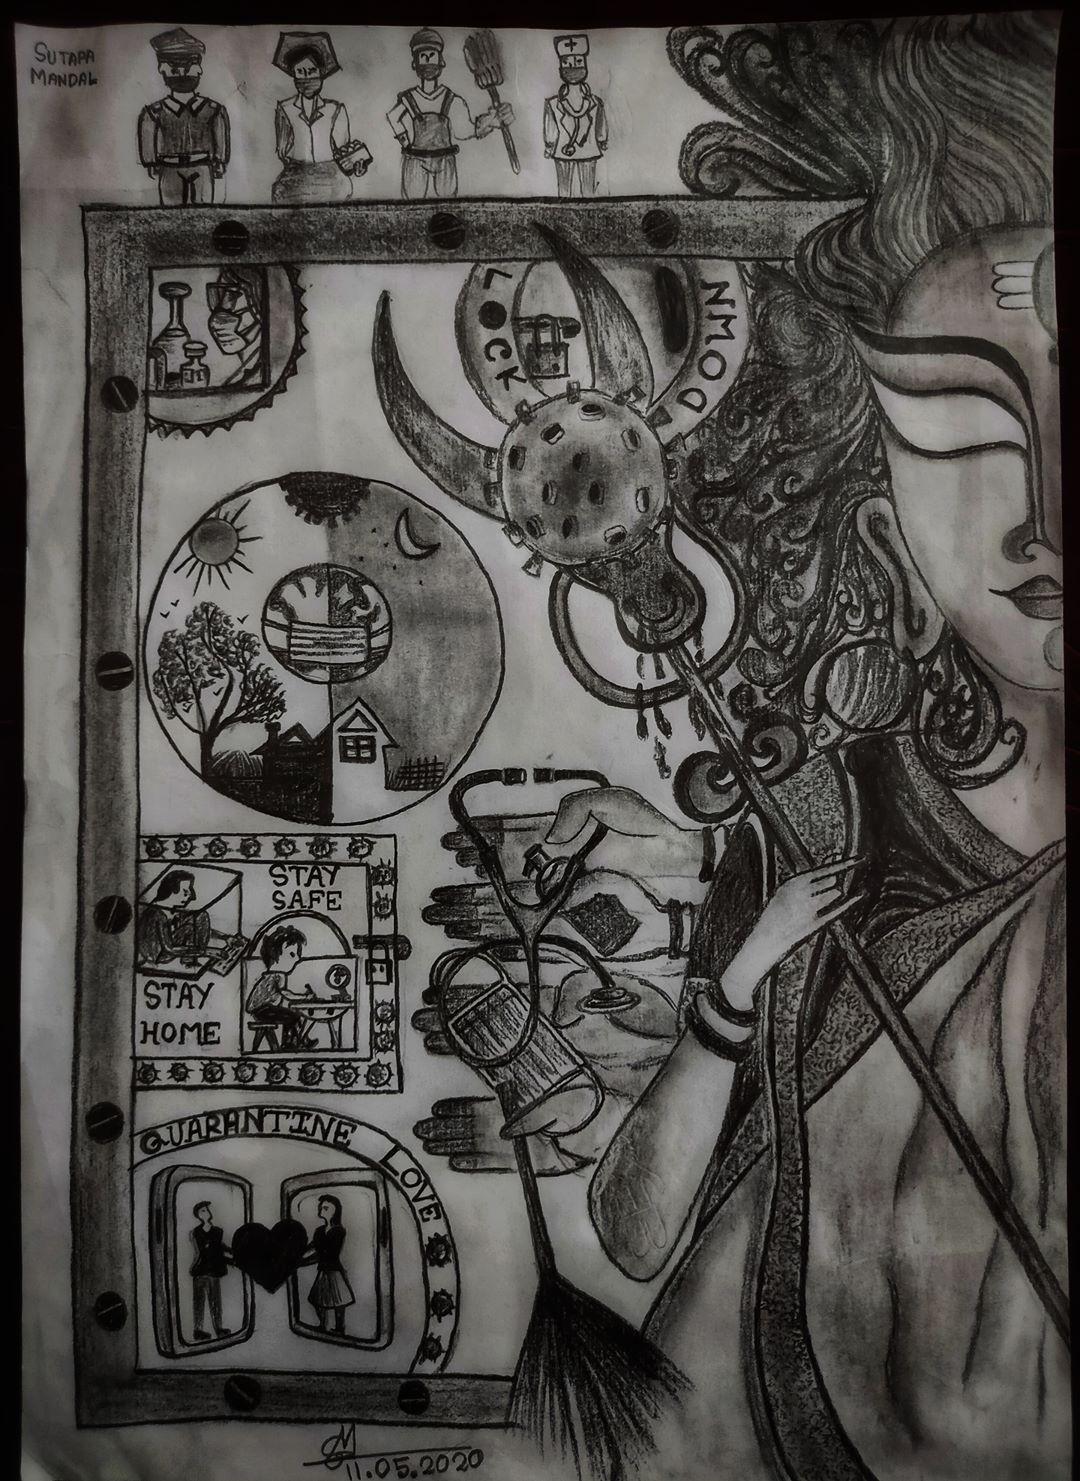 SUTAPA
MANDAL
LOCK
DOWN
STAY
SAFE
STAY
HOME
QUARANTINE
LOVE
11.05.2020